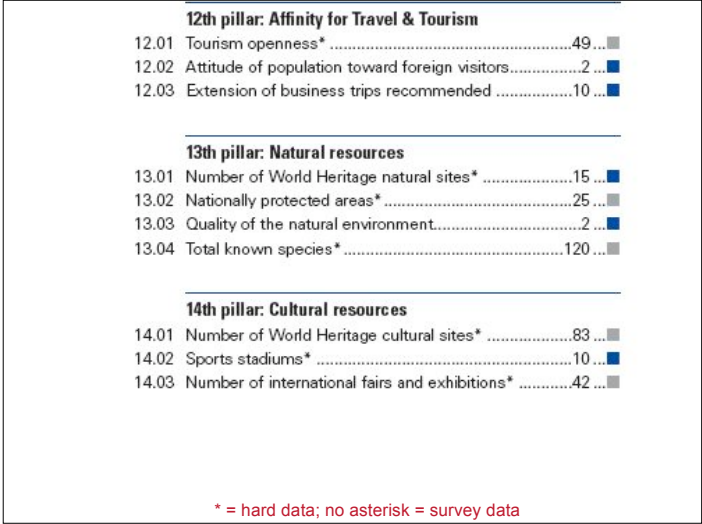 12th pillar: Affinity for Travel & Tourism
12.01 Tourism openness* ...................................................49 ...
12.02 Attitude of population toward foreign visitors...............2 ...
12.03 Extension of business trips recommended .................10 ...
13th pillar: Natural resources
13.01 Number of World Heritage natural sites* ...................15 ...
13.02 Nationally protected areas*.........................................25 ...
13.03 Quality of the natural environment...............................2 ...
13.04 Total known species*...............................................120 ...
14th pillar: Cultural resources
14.01 Number of World Heritage cultural sites* ..................83 ...
14.02 Sports stadiums* ......................................................10 ...
14.03 Number of international fairs and exhibitions* ...........42 ...
* = hard data; no asterisk = survey data